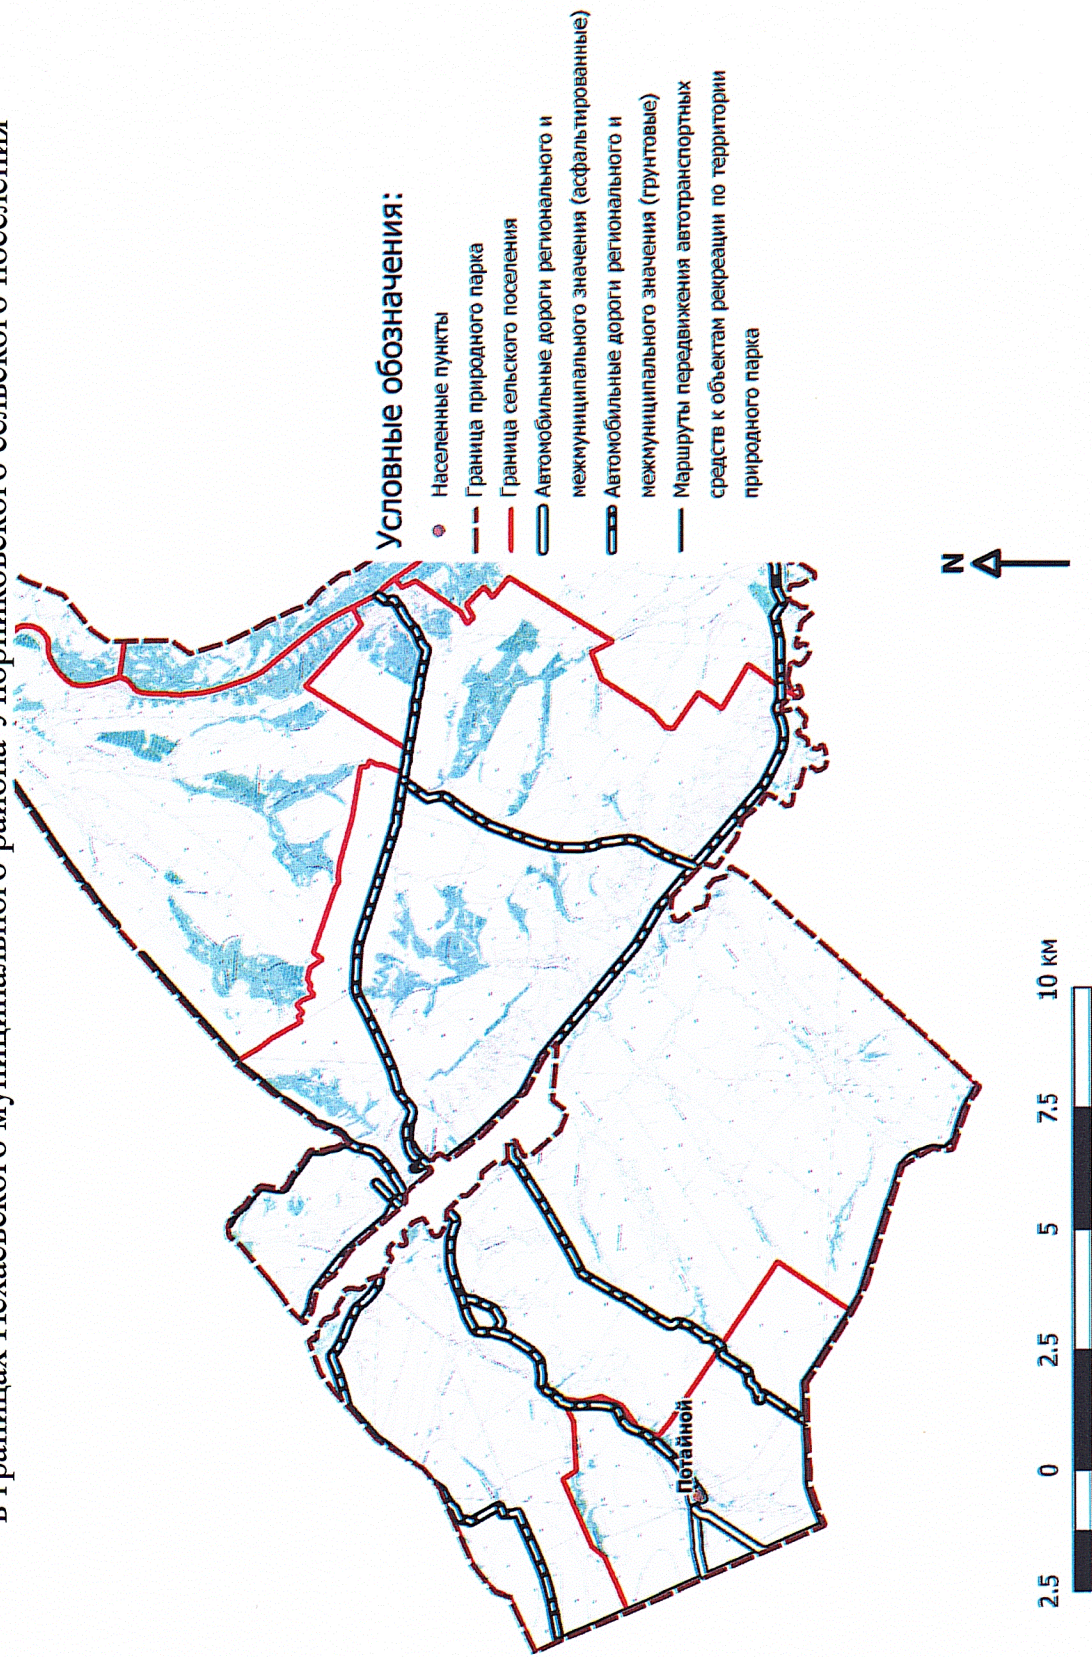 в границах Нехаевского муниципального района Упорниковского сельского поселения
Условные обозначения:
Населенные пункты
Граница природного парка
Граница сельского поселения
Автомобильные дороги регионального и
межмуниципального значения (асфальтированные)
Автомобильные дороги регионального и
межмуниципального значения (грунтовые)
Маршруты передвижения автотранспортных
средств к объектам рекреации по территории
природного парка
Потайной
N
2.5 0 2.5 5 7.5 10 км